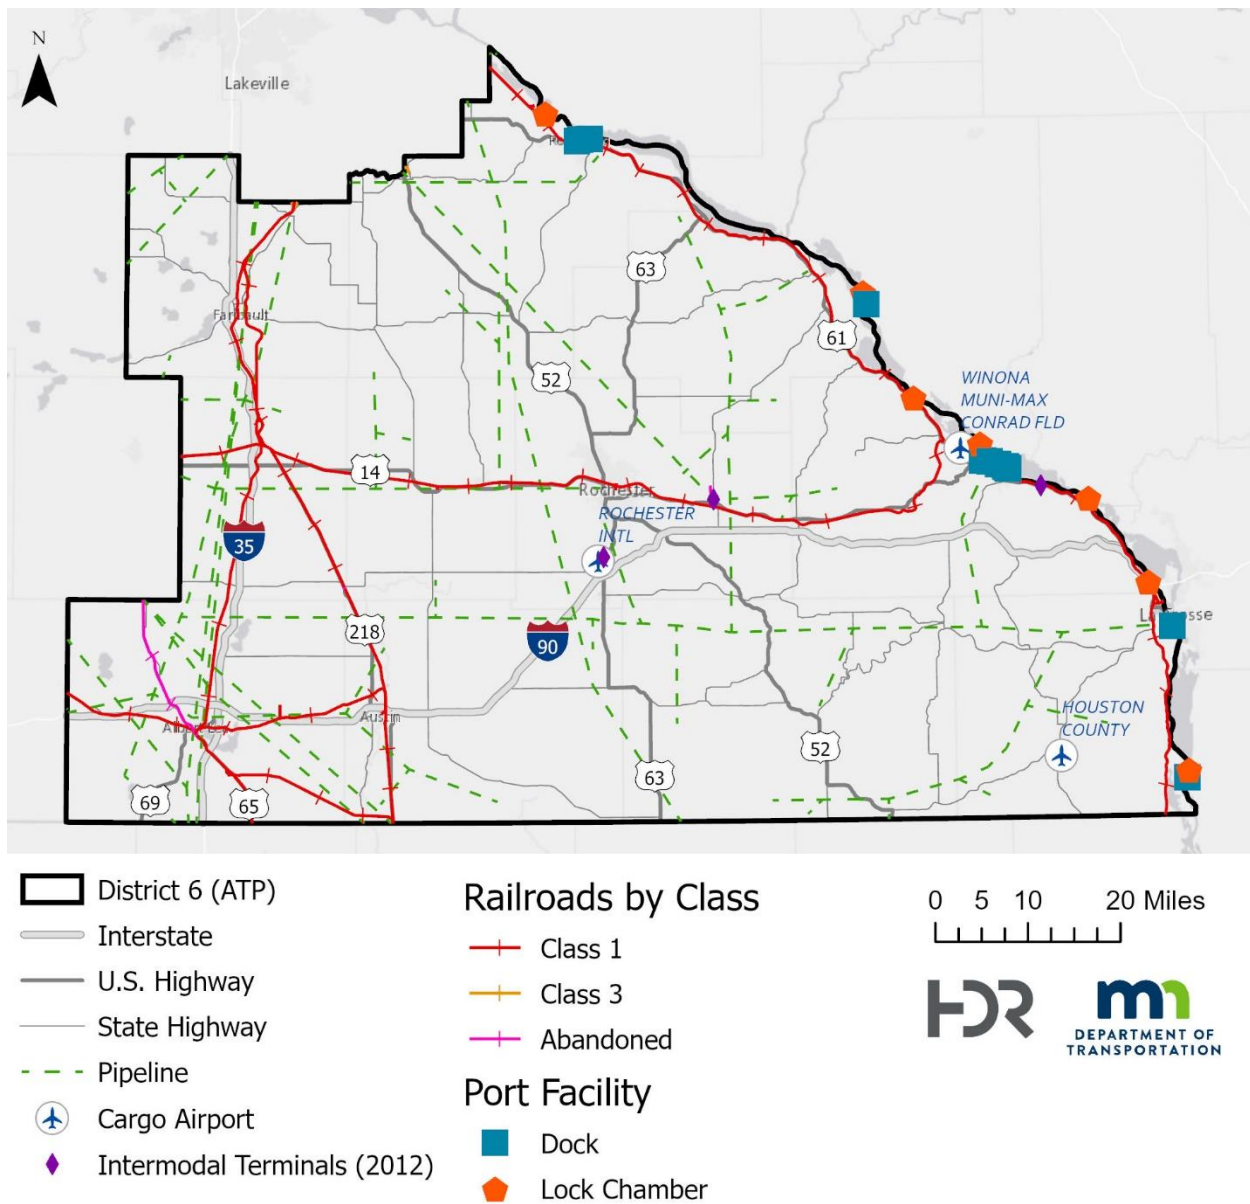 N
Lakeville
63
Faribault
61
52
WINONA
MUNI-MAX
CONRAD FLD
14
Rochester
ROCHESTER
INTL
35
218
90
HOUSTON
COUNTY
Austin
52
63
69
65
District 6 (ATP)
Interstate
U.S. Highway
State Highway
Pipeline
Cargo Airport
Intermodal Terminals (2012)
Railroads by Class
Class 1
Class 3
Abandoned
Port Facility
Dock
Lock Chamber
0 5 10 20 Miles
HDR
mn
DEPARTMENT OF
TRANSPORTATION